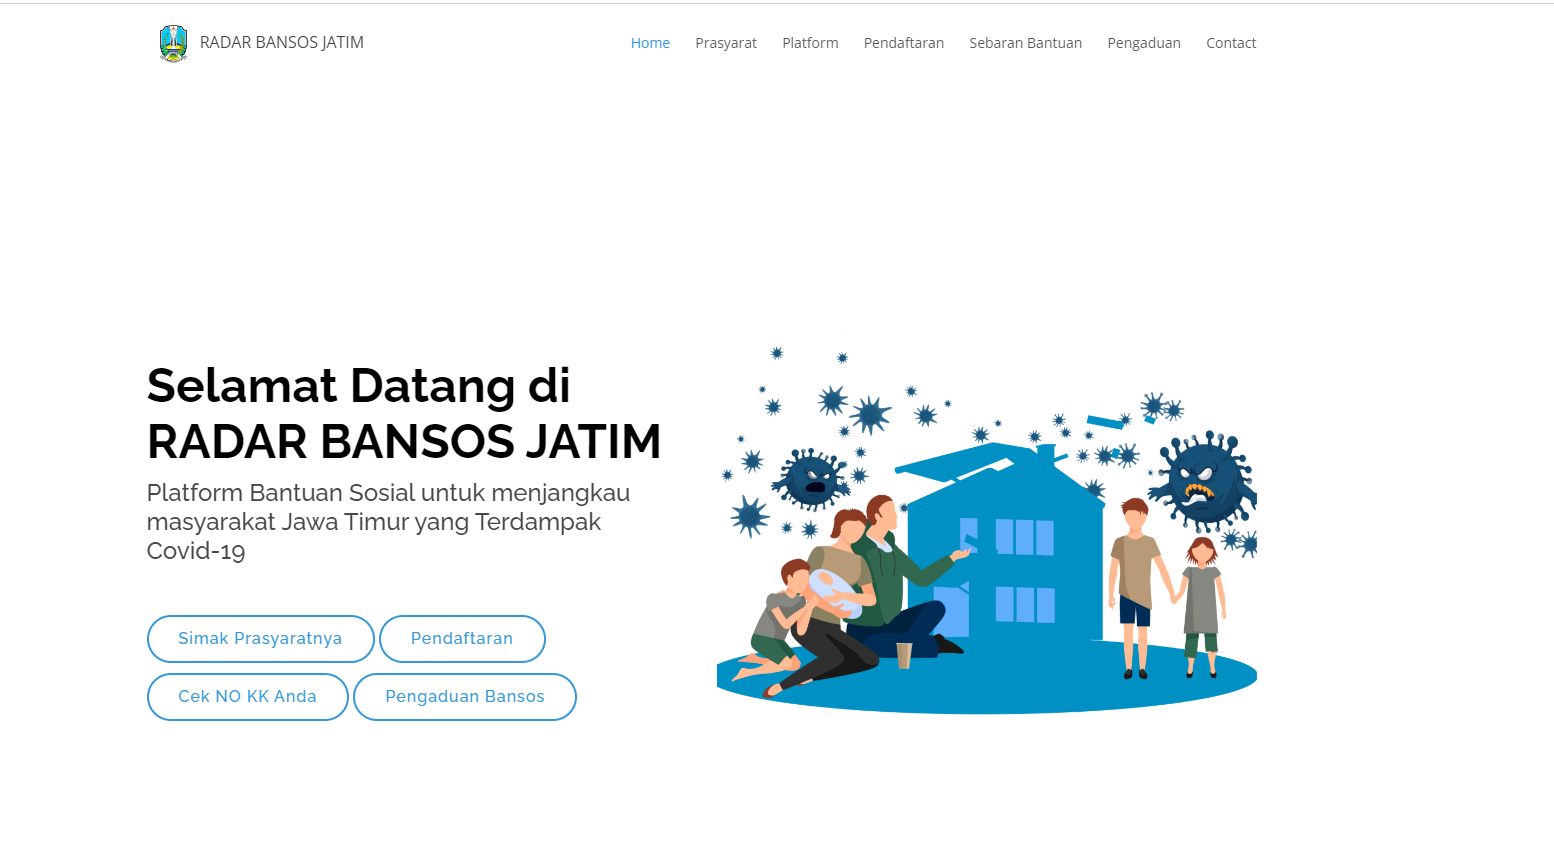 RADAR BANSOS JATIM
Home Prasyarat Platform Pendaftaran Sebaran Bantuan Pengaduan Contact
Selamat Datang di
RADAR BANSOS JATIM
Platform Bantuan Sosial untuk menjangkau
masyarakat Jawa Timur yang Terdampak
Covid-19
Simak Prasyaratnya Pendaftaran
Cek NO KK Anda Pengaduan Bansos